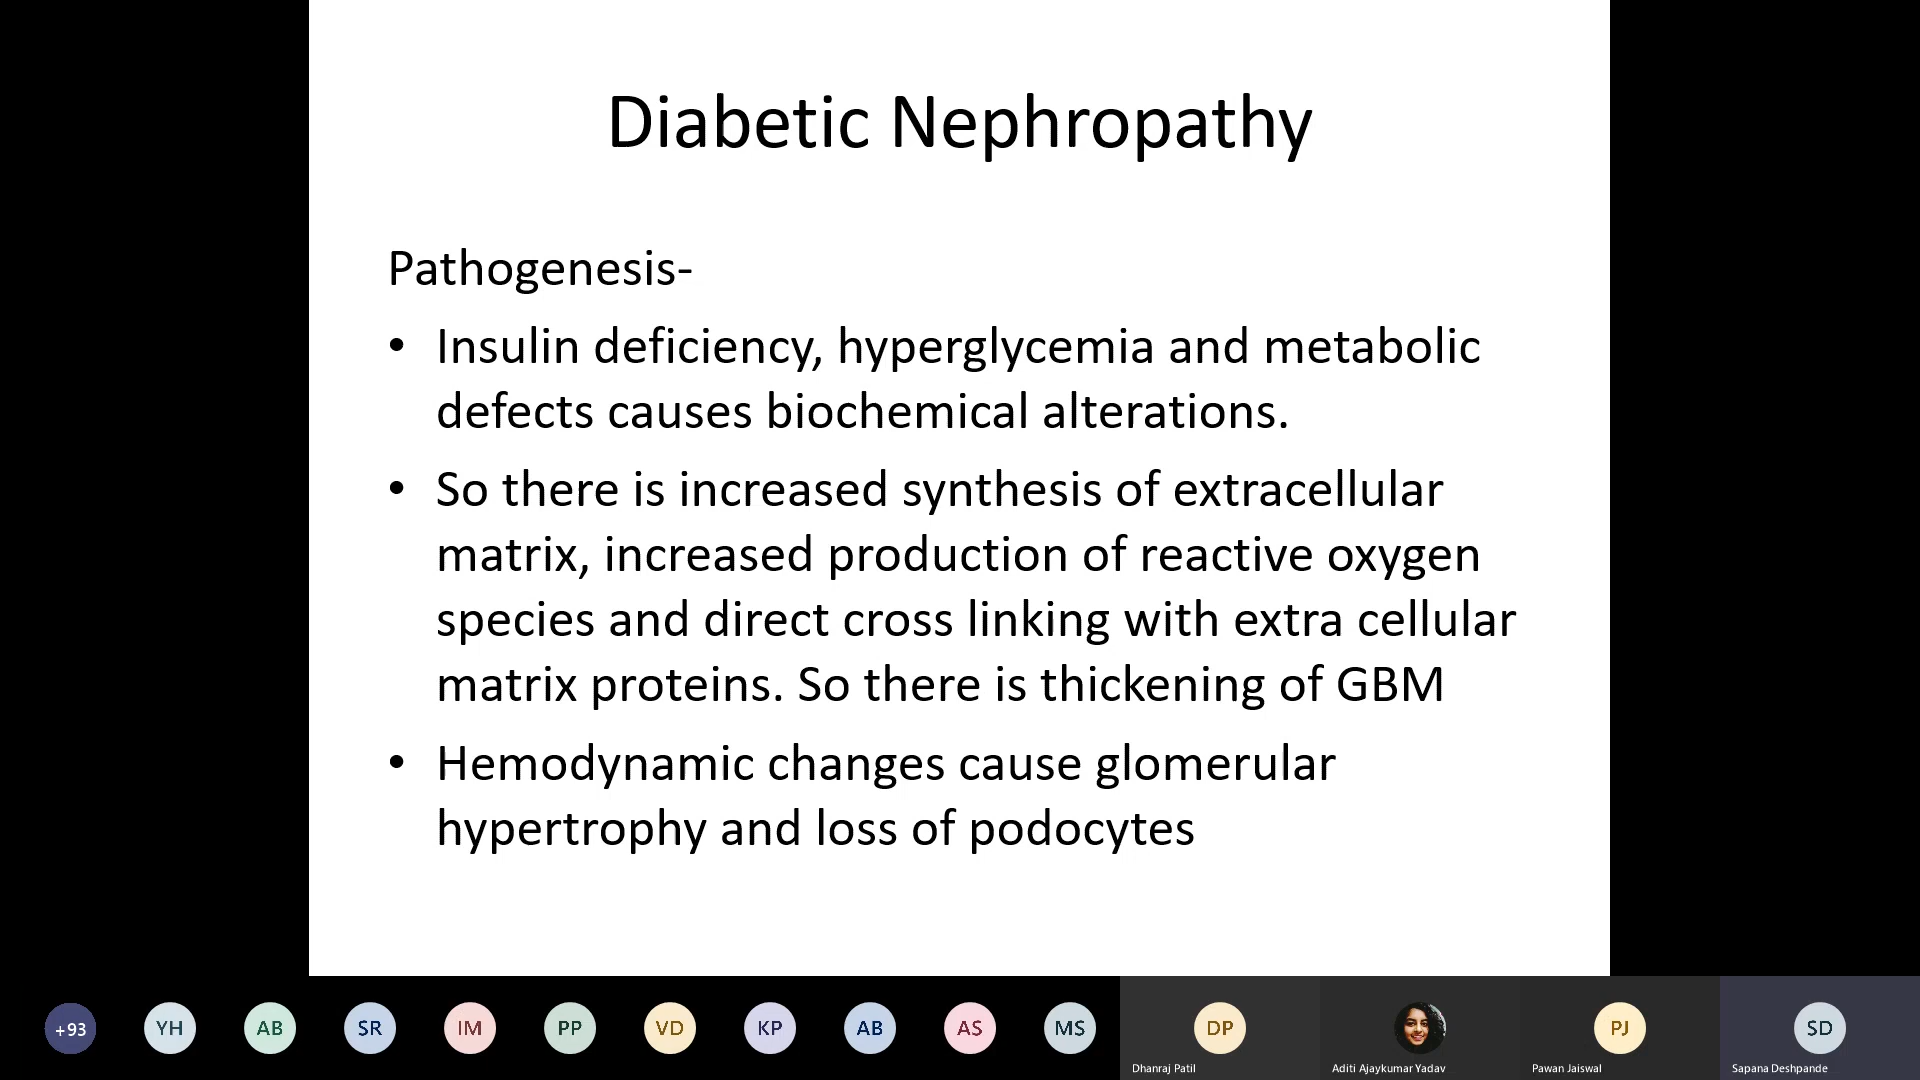 Diabetic Nephropathy
Pathogenesis-
• Insulin deficiency, hyperglycemia and metabolic
defects causes biochemical alterations.
• So there is increased synthesis of extracellular
matrix, increased production of reactive oxygen
species and direct cross linking with extra cellular
matrix proteins. So there is thickening of GBM
• Hemodynamic changes cause glomerular
hypertrophy and loss of podocytes
+93 YH AB SR IM PP VD KP AB AS MS DP PJ SD
Dhanraj Patil Aditi Ajaykumar Yadav Pawan Jaiswal Sapana Deshpande